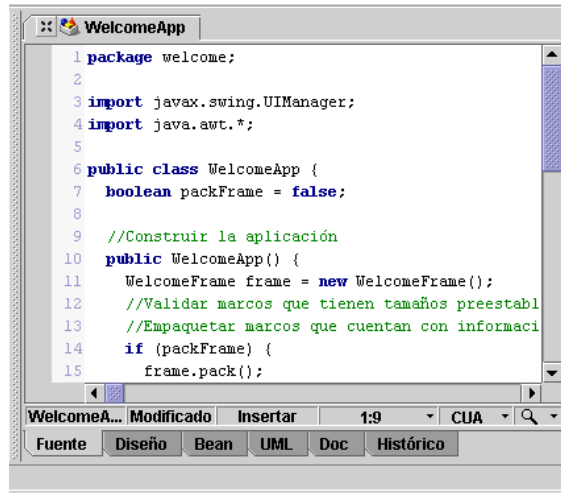 WelcomeApp
1 package welcome;
2
3 import javax.swing.UIManager;
4 import java.awt.*;
5
6 public class WelcomeApp {
7   boolean packFrame = false;
8
9   //Construir la aplicación
10   public WelcomeApp() {
11     WelcomeFrame frame = new WelcomeFrame();
12     //Validar marcos que tienen tamaños preestabl
13     //Empaquetar marcos que cuentan con informaci
14     if (packFrame) {
15       frame.pack();
WelcomeA... Modificado Insertar 1:9 CUA
Fuente Diseño Bean UML Doc Histórico